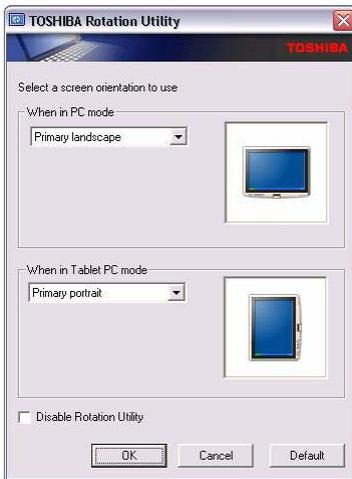 TOSHIBA Rotation Utility
TOSHIBA
Select a screen orientation to use
When in PC mode
Primary landscape
When in Tablet PC mode
Primary portrait
Disable Rotation Utility
OK Cancel Default